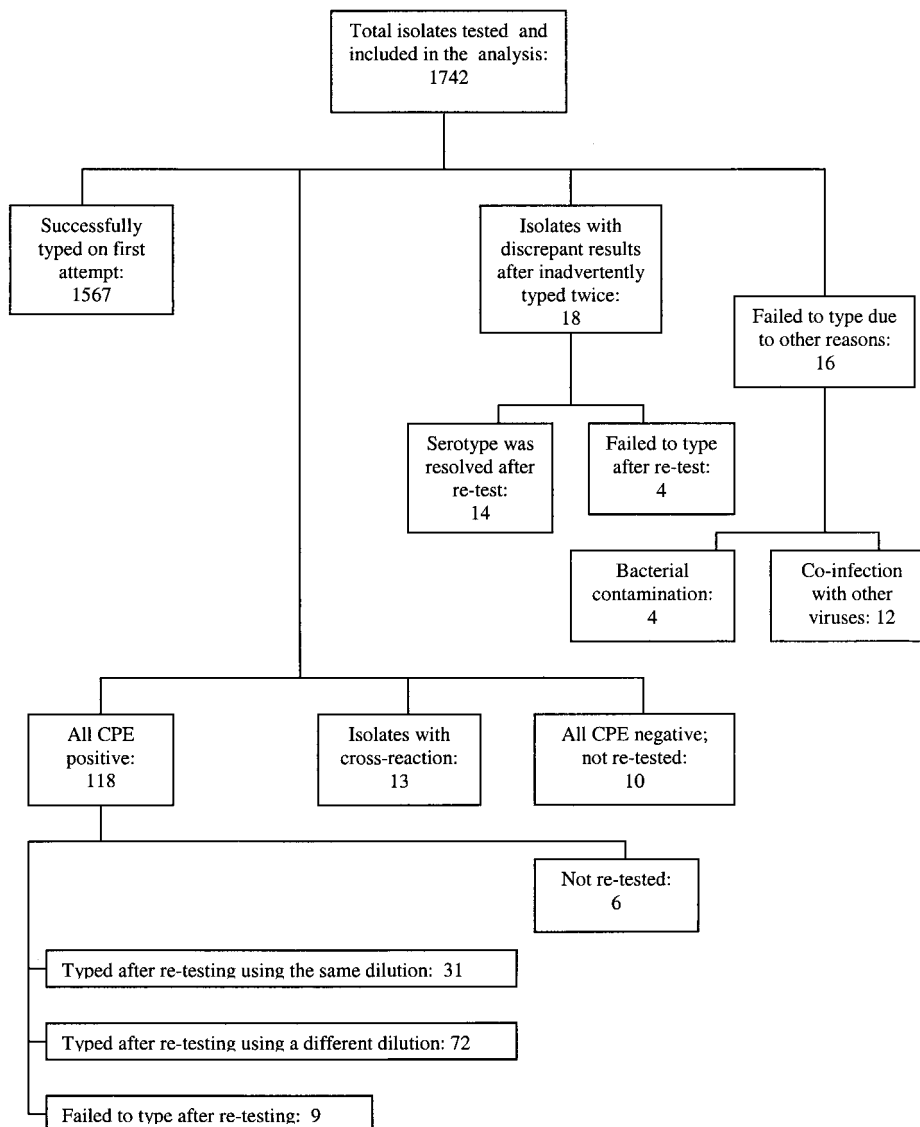 Total isolates tested and
included in the analysis:
1742
Successfully
typed on first
attempt:
1567
Isolates with
discrepant results
after inadvertently
typed twice:
18
Failed to type due
to other reasons:
16
Serotype was
resolved after
re-test:
14
Failed to type
after re-test:
4
Bacterial
contamination:
4
Co-infection
with other
viruses: 12
All CPE
positive:
118
Isolates with
cross-reaction:
13
All CPE negative;
not re-tested:
10
Not re-tested:
6
Typed after re-testing using the same dilution: 31
Typed after re-testing using a different dilution: 72
Failed to type after re-testing: 9